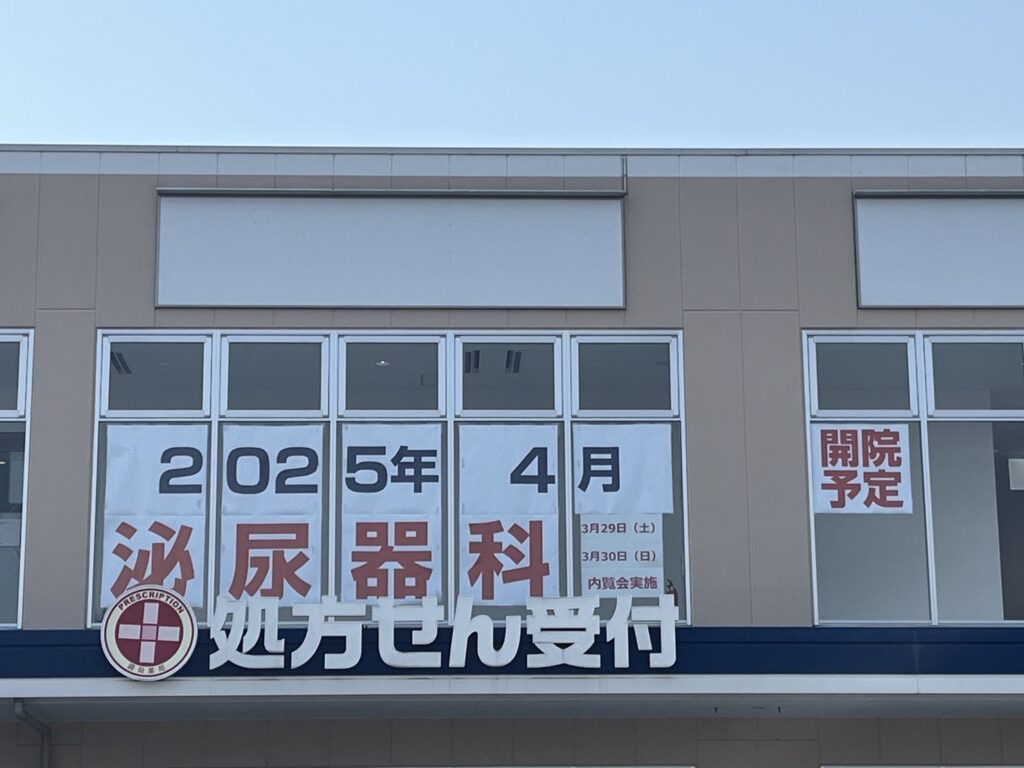 2025年 4月
泌尿器科
3月29日（土）
3月30日（日）
内覧会実施
開院
予定
PRESCRIPTION
処方せん受付